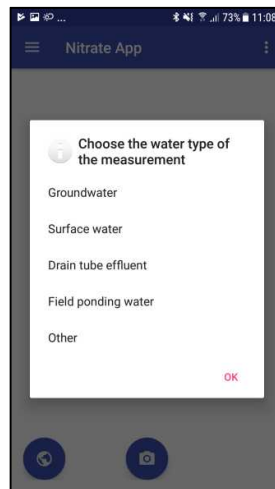 73% 11:08
Nitrate App
Choose the water type of
the measurement
Groundwater
Surface water
Drain tube effluent
Field ponding water
Other
OK